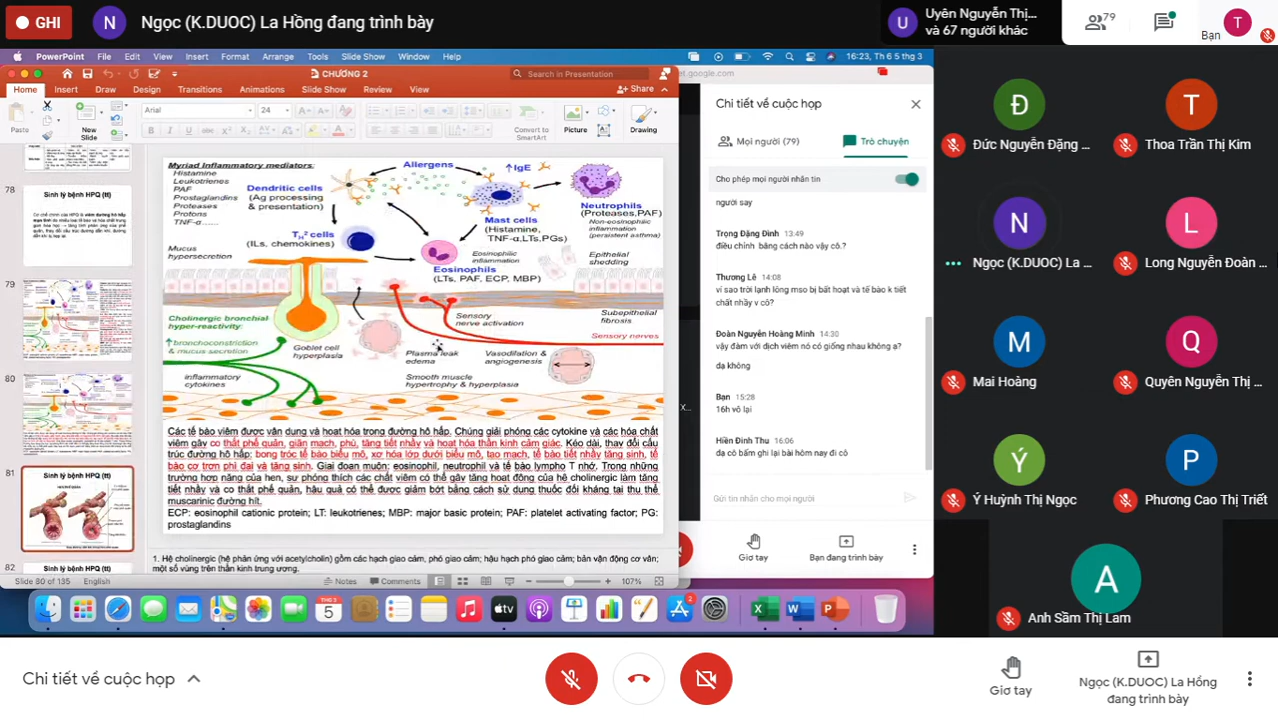 GHI
N
Ngọc (K.DUOC) La Hồng đang trình bày
U
Uyên Nguyễn Thị...
và 67 người khác
79
Bạn
T
PowerPoint File Edit View Insert Format Arrange Tools Slide Show Window Help
16:23, Th 6 5 thg 3
CHƯƠNG 2
Search in Presentation
et.google.com
Home Insert Draw Design Transitions Animations Slide Show Review View
Share
Paste
New
Slide
Arial
24
Convert to
SmartArt
Picture
Drawing
78
Sinh lý bệnh HPQ (tt)
79
80
81
Sinh lý bệnh HPQ (tt)
82
Myriad Inflammatory mediators:
Histamine
Leukotrienes
PAF
Prostaglandins
Proteases
Protons
TNF-α......
Mucus
hypersecretion
Allergens
↑IgE
Dendritic cells
(Ag processing
& presentation)
TH2 cells
(ILs, chemokines)
Mast cells
(Histamine,
TNF-α,LTs,PGs)
Neutrophils
(Proteases,PAF)
Non-eosinophilic
inflammation
(persistent asthma)
Eosinophilic
inflammation
Epithelial
shedding
Eosinophils
(LTs, PAF, ECP, MBP)
Cholinergic bronchial
hyper-reactivity:
↑bronchoconstriction
& mucus secretion
Goblet cell
hyperplasia
Sensory
nerve activation
Subepithelial
fibrosis
Sensory nerves
Plasma leak
edema
Vasodilation &
angiogenesis
inflammatory
cytokines
Smooth muscle
hypertrophy & hyperplasia
Các tế bào viêm được vận dụng và hoạt hóa trong đường hô hấp. Chúng giải phóng các cytokine và các hóa chất
viêm gây co thắt phế quản, giãn mạch, phù, tăng tiết nhầy và hoạt hóa thần kinh cảm giác. Kéo dài, thay đổi cấu
trúc đường hô hấp: bong tróc tế bào biểu mô, xơ hóa lớp dưới biểu mô, tạo mạch, tế bào tiết nhầy tăng sinh, tế
bào cơ trơn phì đại và tăng sinh. Giai đoạn muộn: eosinophil, neutrophil và tế bào lympho T nhớ. Trong những
trường hợp nặng của hen, sự phóng thích các chất viêm có thể gây tăng hoạt động của hệ cholinergic làm tăng
tiết nhầy và co thắt phế quản, hậu quả có thể được giảm bớt bằng cách sử dụng thuốc đối kháng tại thụ thể
muscarinic đường hít.
ECP: eosinophil cationic protein; LT: leukotrienes; MBP: major basic protein; PAF: platelet activating factor; PG:
prostaglandins
1. Hệ cholinergic (hệ phản ứng với acetylcholin) gồm các hạch giao cảm, phó giao cảm; hậu hạch phó giao cảm; bản vận động cơ vân;
một số vùng trên thần kinh trung ương.
Slide 80 of 135 English
Notes Comments
107%
Chi tiết về cuộc họp
Mọi người (79)
Trò chuyện
Cho phép mọi người nhắn tin
người say
Trọng Đặng Đình 13:49
điều chỉnh bằng cách nào vậy cô.?
Thương Lê 14:08
vì sao trời lạnh lông mso bị bất hoạt và tế bào k tiết
chất nhầy v cô?
Đoàn Nguyễn Hoàng Minh 14:30
vậy đàm với dịch viêm nó có giống nhau không ạ?
dạ không
Bạn 15:28
16h vô lại
Hiền Đinh Thu 16:06
dạ cô bấm ghi lại bài hôm nay đi cô
Gửi tin nhắn cho mọi người
Giơ tay
Bạn đang trình bày
THG 3
5
tv
2
X
W
P
Đ
Đức Nguyễn Đặng ...
T
Thoa Trần Thị Kim
N
Ngọc (K.DUOC) La ...
L
Long Nguyễn Đoàn ...
M
Mai Hoàng
Q
Quyên Nguyễn Thị ...
Ý
Ý Huỳnh Thị Ngọc
P
Phương Cao Thị Triết
A
Anh Sầm Thị Lam
Chi tiết về cuộc họp
Giơ tay
Ngọc (K.DUOC) La Hồng
đang trình bày